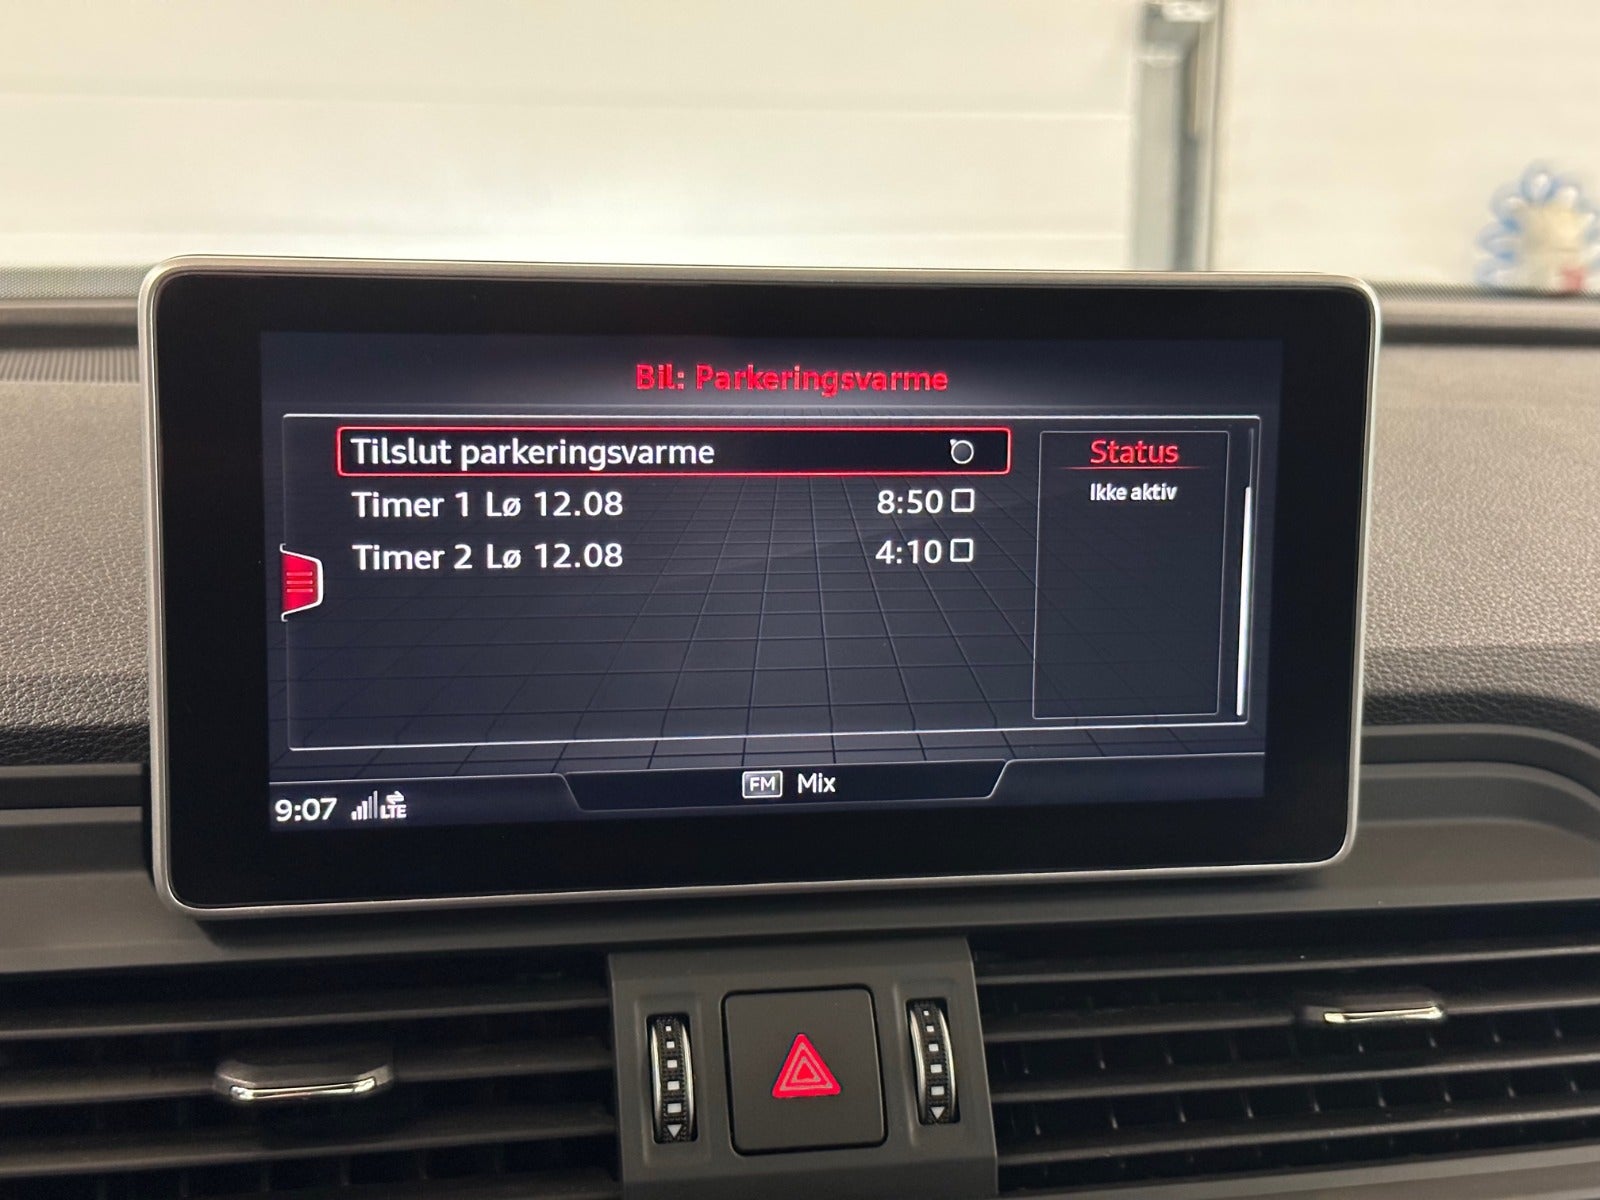 Bil: Parkeringsvarme
Tilslut parkeringsvarme
Timer 1 Lø 12.08 8:50
Timer 2 Lø 12.08 4:10
Status
Ikke aktiv
FM Mix
9:07 LTE